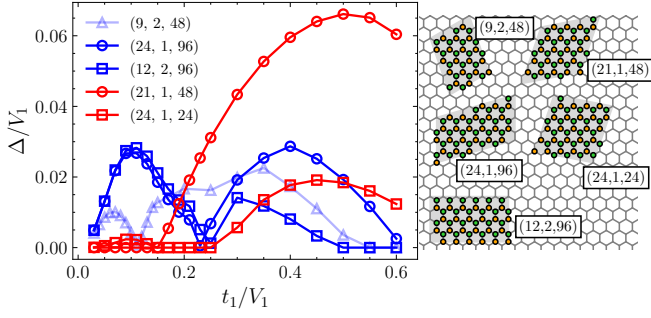 0.06
0.04
0.02
0.00
Δ/V₁
0.0
0.2
0.4
0.6
t₁/V₁
(9, 2, 48)
(24, 1, 96)
(12, 2, 96)
(21, 1, 48)
(24, 1, 24)
(9,2,48)
(21,1,48)
(24,1,96)
(24,1,24)
(12,2,96)